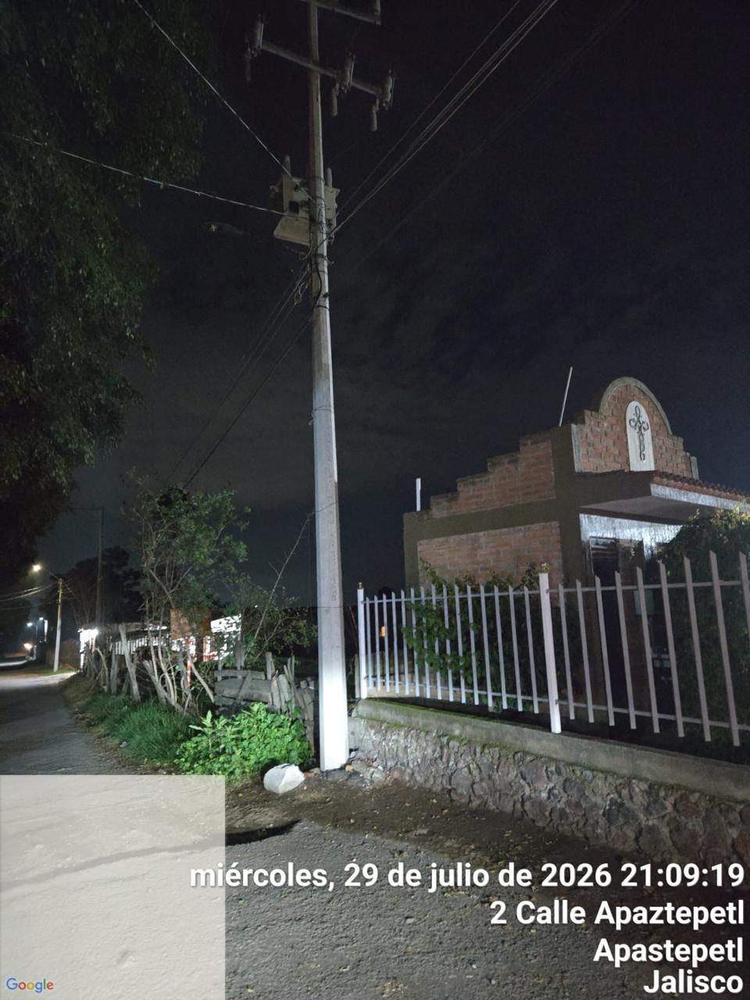 miércoles, 29 de julio de 2026 21:09:19
2 Calle Apaztepetl
Apastepetl
Jalisco
Google